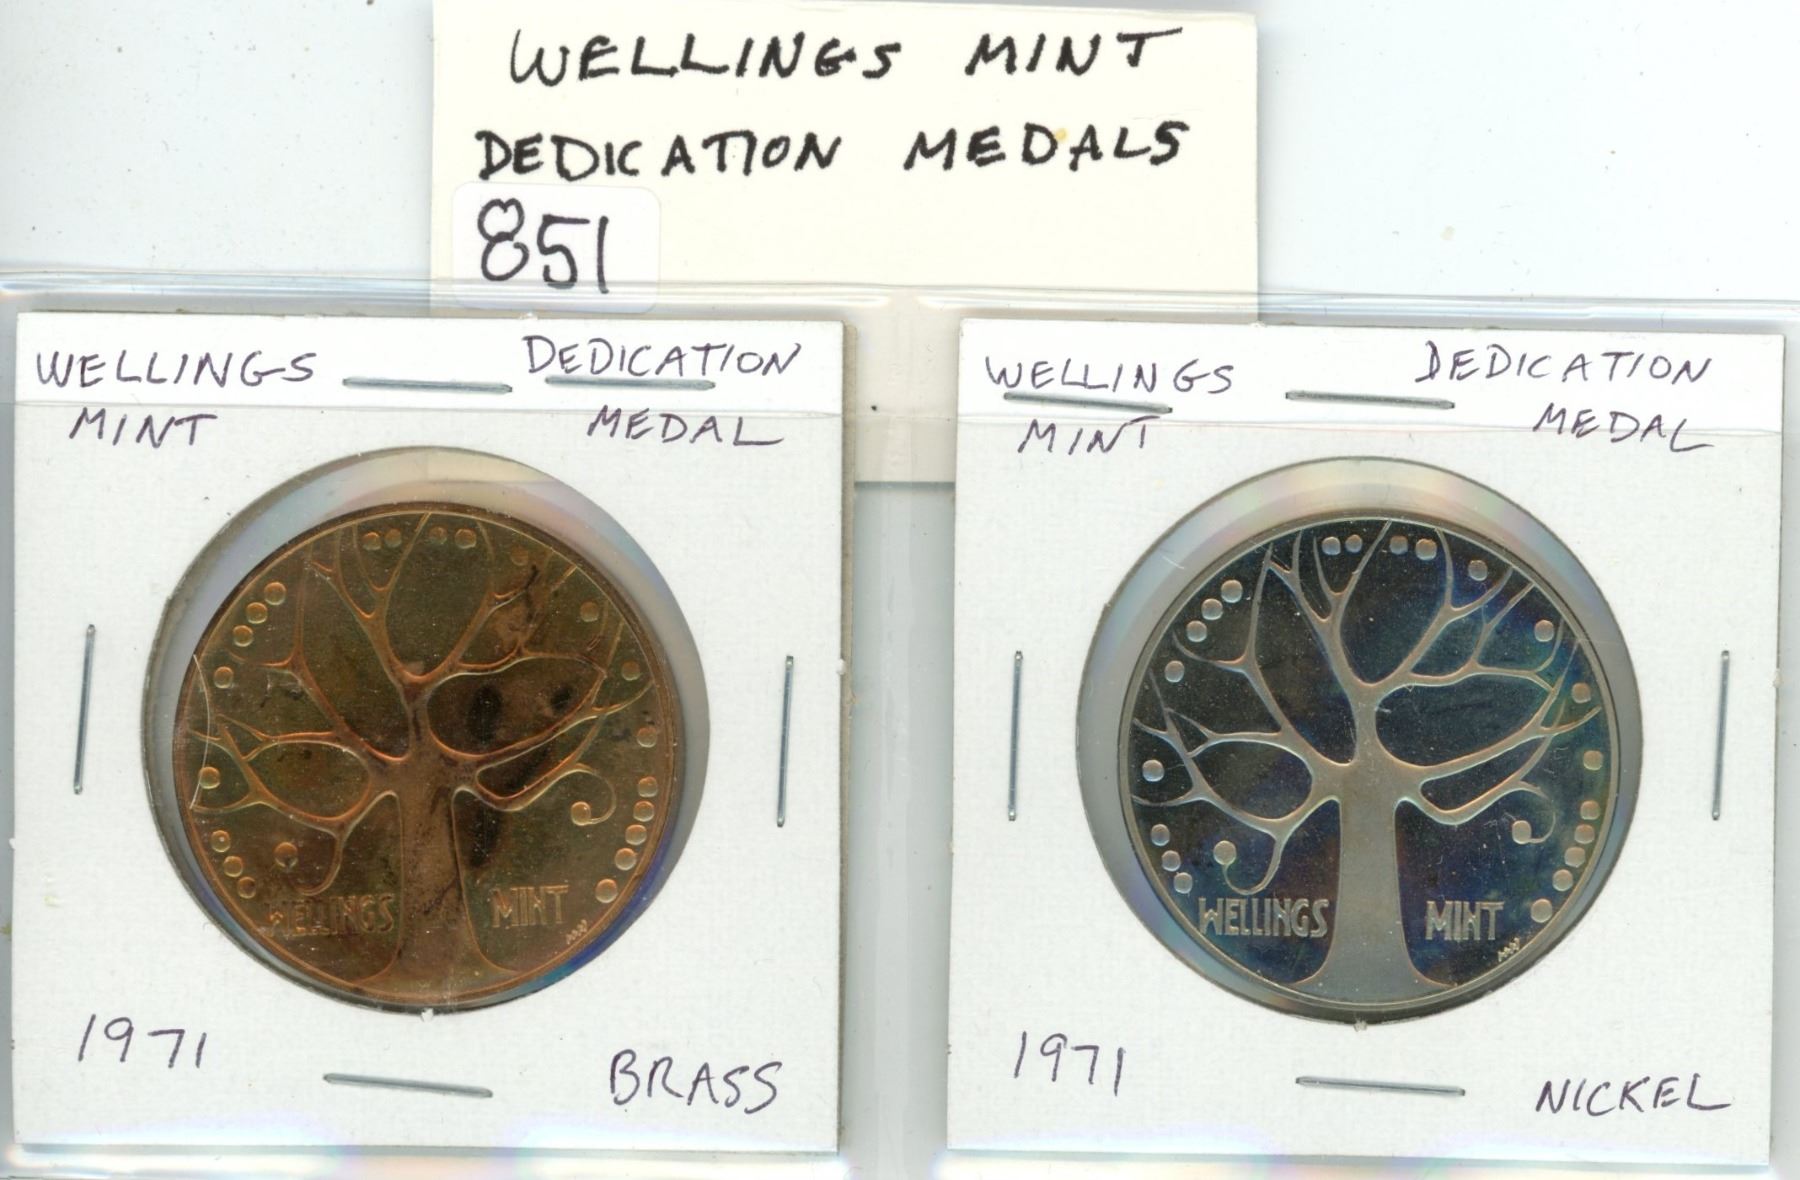 WELLINGS MINT
DEDICATION MEDALS
851
WELLINGS MINT
DEDICATION MEDAL
WELLINGS MINT
1971
BRASS
WELLINGS MINT
DEDICATION MEDAL
WELLINGS MINT
1971
NICKEL